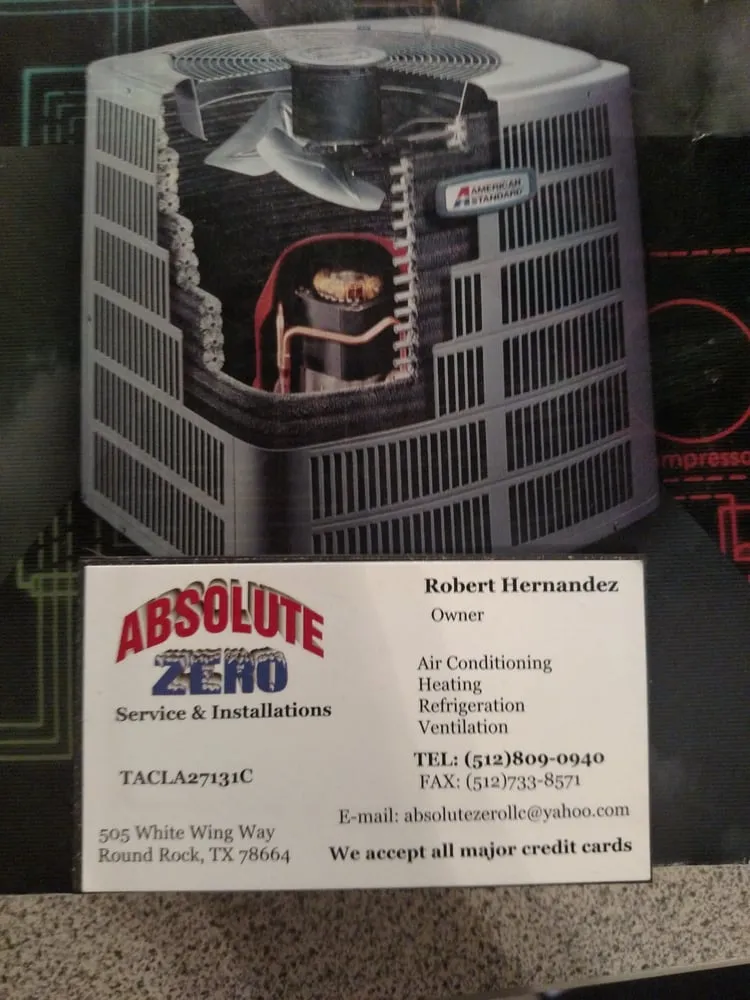 AMERICAN
STANDARD
mpresso
ABSOLUTE
ZERO
Service & Installations
TACLA27131C
505 White Wing Way
Round Rock, TX 78664
Robert Hernandez
Owner
Air Conditioning
Heating
Refrigeration
Ventilation
TEL: (512)809-0940
FAX: (512)733-8571
E-mail: absolutezerollc@yahoo.com
We accept all major credit cards